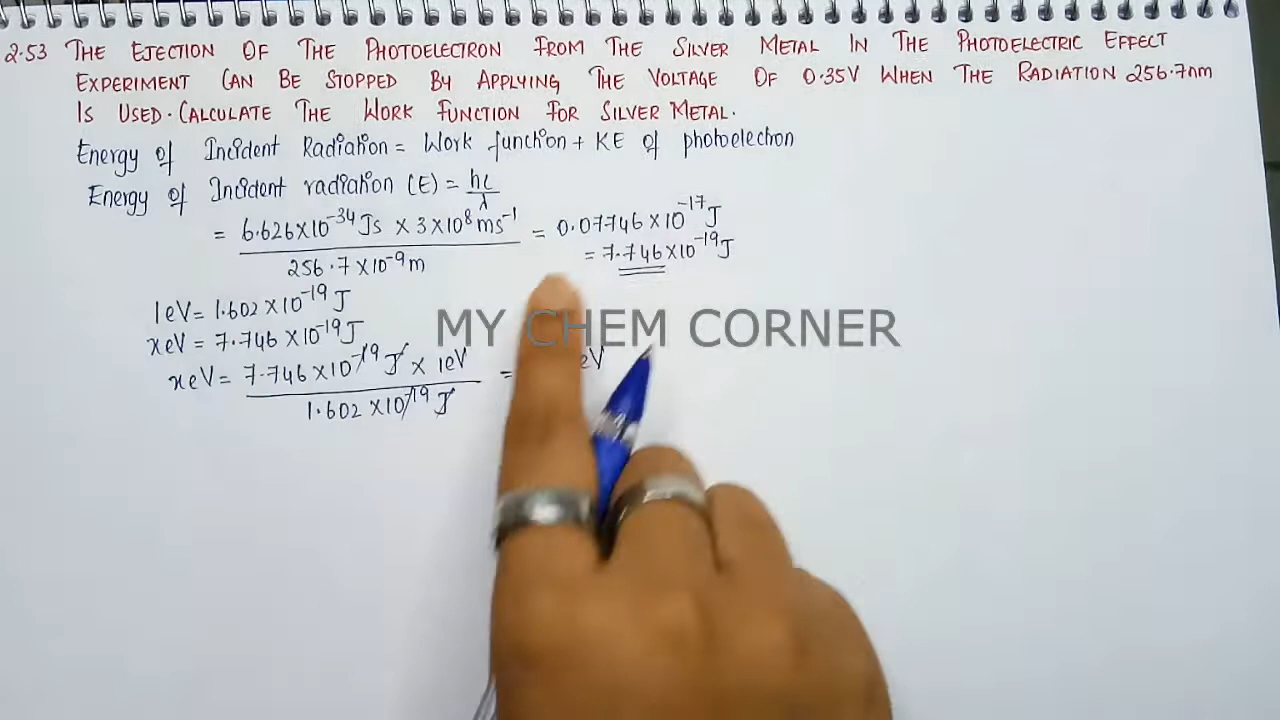 2.53 THE EJECTION OF THE PHOTOELECTRON FROM THE SILVER METAL IN THE PHOTOELECTRIC EFFECT
EXPERIMENT CAN BE STOPPED BY APPLYING THE VOLTAGE OF 0.35V WHEN THE RADIATION 256.7nm
IS USED. CALCULATE THE WORK FUNCTION FOR SILVER METAL.
Energy of Incident Radiation = Work function + KE of photoelectron
Energy of Incident radiation (E) = hc/λ
= 6.626×10⁻³⁴ Js × 3×10⁸ ms⁻¹ / 256.7×10⁻⁹ m = 0.07746×10⁻¹⁷ J
= 7.746×10⁻¹⁹ J
1eV = 1.602×10⁻¹⁹ J
xeV = 7.746×10⁻¹⁹ J
xeV = 7.746×10⁻¹⁹ J × 1eV / 1.602×10⁻¹⁹ J = eV
MY CHEM CORNER